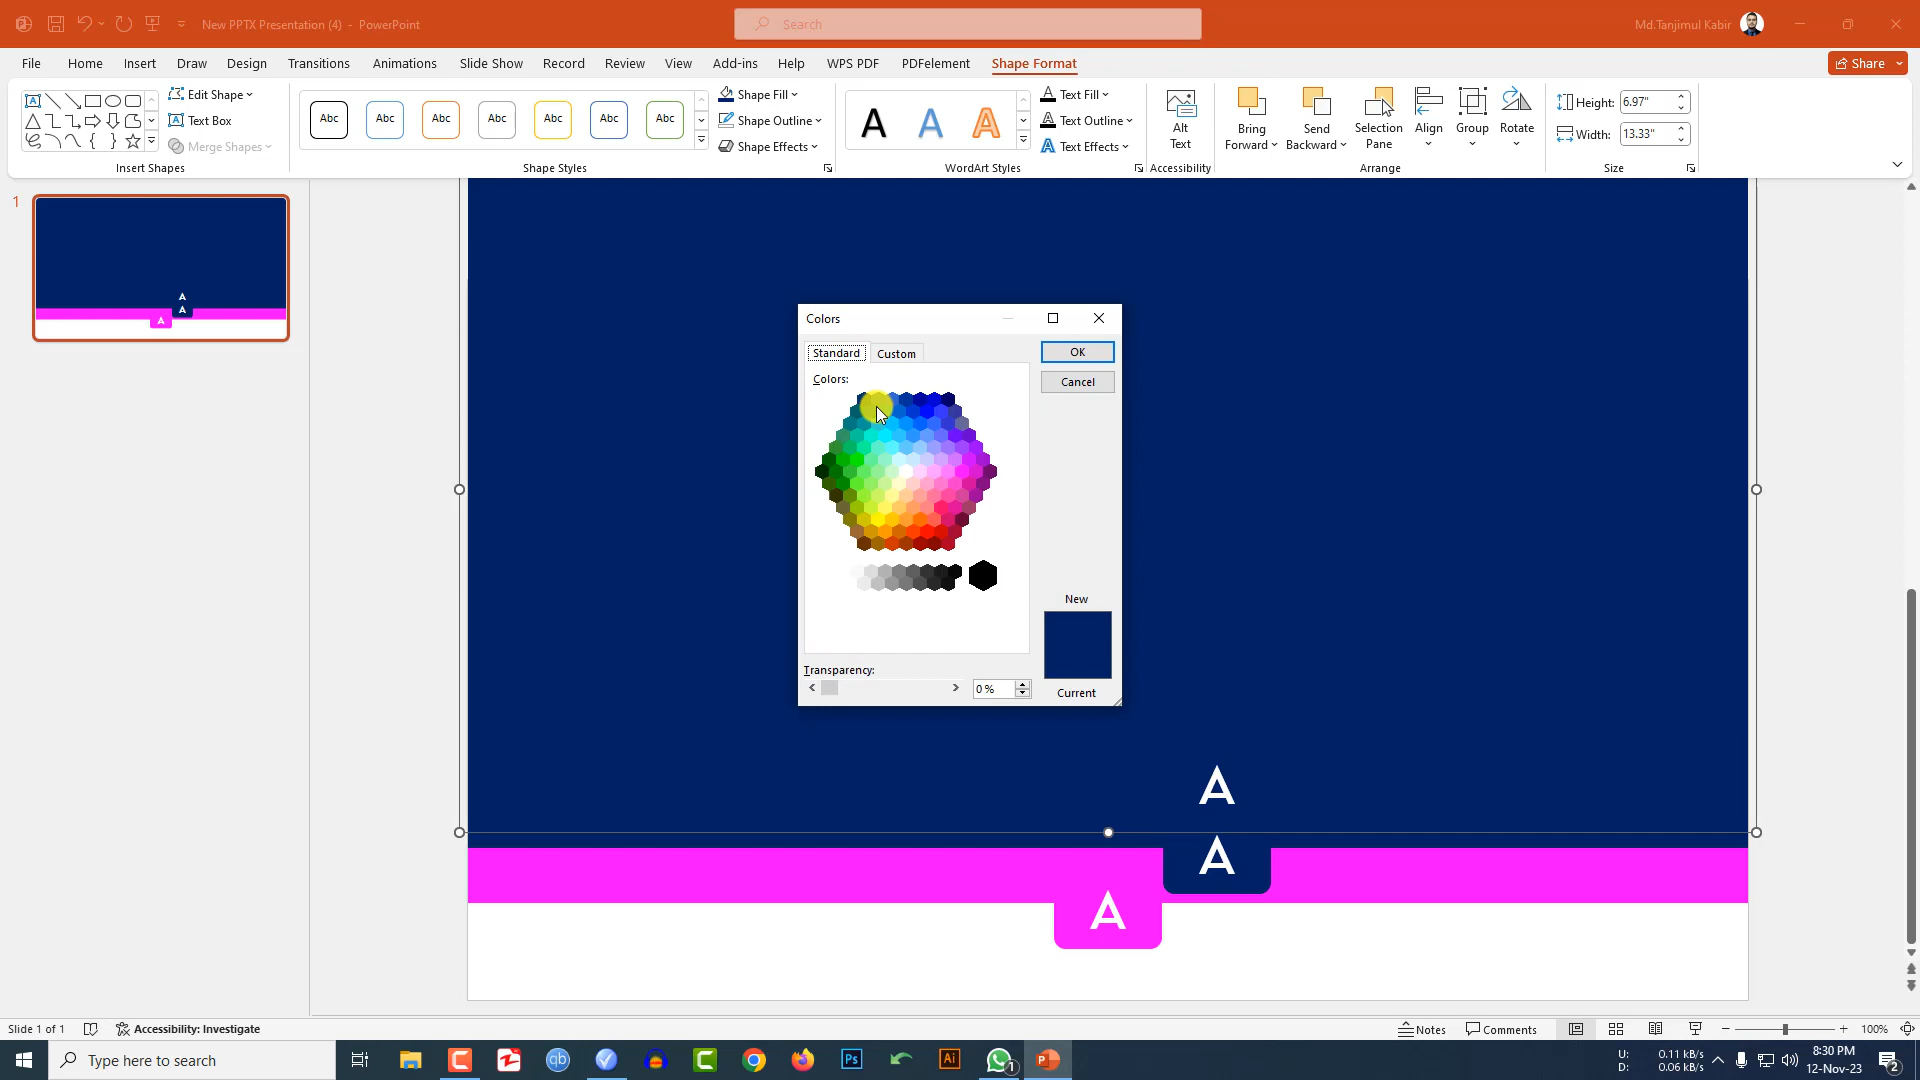 New PPTX Presentation (4) - PowerPoint
Search
Md.Tanjimul Kabir
File Home Insert Draw Design Transitions Animations Slide Show Record Review View Add-ins Help WPS PDF PDFelement Shape Format
Share
Edit Shape
Text Box
Merge Shapes
Insert Shapes
Abc Abc Abc Abc Abc Abc Abc
Shape Fill
Shape Outline
Shape Effects
Shape Styles
A A A
Text Fill
Text Outline
Text Effects
WordArt Styles
Alt
Text
Accessibility
Bring
Forward
Send
Backward
Selection
Pane
Align
Group
Rotate
Arrange
Height: 6.97"
Width: 13.33"
Size
1
A
A
A
Colors
Standard Custom
OK
Cancel
Colors:
New
Current
Transparency:
0 %
A
A
A
Slide 1 of 1
Accessibility: Investigate
Notes
Comments
100%
Type here to search
qb
Ps
Ai
1
U: 0.11 kB/s
D: 0.06 kB/s
8:30 PM
12-Nov-23
2